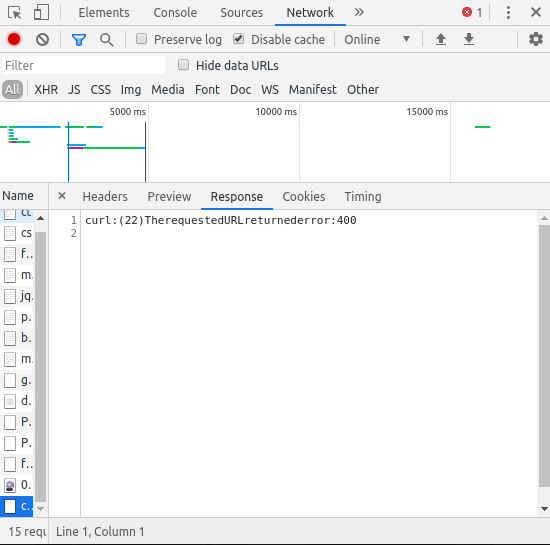 Elements Console Sources Network » 1
Preserve log Disable cache Online
Filter Hide data URLs
All XHR JS CSS Img Media Font Doc WS Manifest Other
5000 ms 10000 ms 15000 ms
Name × Headers Preview Response Cookies Timing
1 curl:(22)TherequestedURLreturnederror:400
2
cs
f..
m.
jq.
p.
b.
m.
g.
d.
P.
P.
f..
0.
c..
15 requ Line 1, Column 1